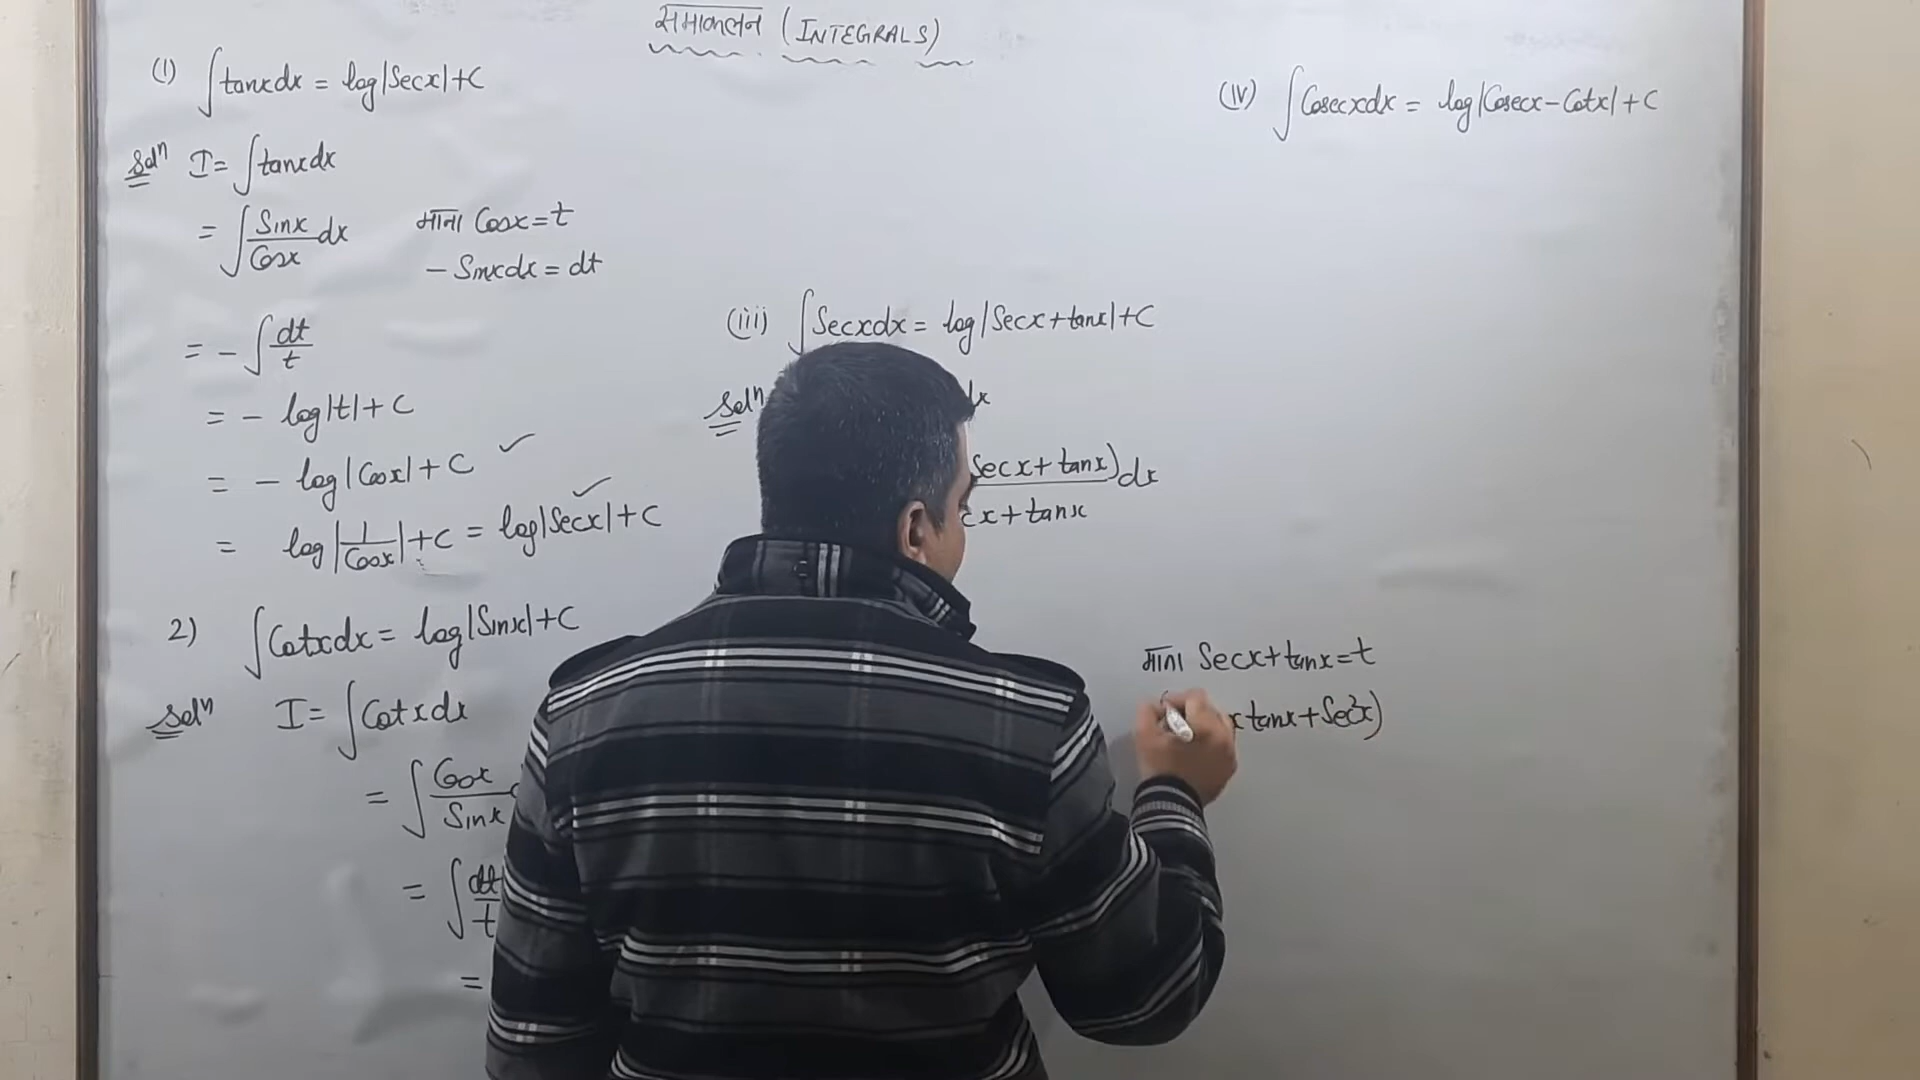 समाकलन (INTEGRALS)
(1) ∫tanxdx = log|Secx|+C
Solⁿ I = ∫tanxdx
= ∫Sinx/Cosx dx माना Cosx=t
-Sinxdx = dt
= - ∫dt/t
= - log|t|+C
= - log|Cosx|+C ✓
= log|1/Cosx|+C = log|Secx|+C ✓
2) ∫Cotxdx = log|Sinx|+C
Solⁿ I = ∫Cotxdx
= ∫Cosx/Sinx
= ∫dt/t
=
(iii) ∫Secxdx = log|Secx+tanx|+C
Solⁿ
Secx+tanx)dx
x+tanx
माना Secx+tanx=t
x tanx+Sec²x)
(iv) ∫Cosecxdx = log|Cosecx-Cotx|+C